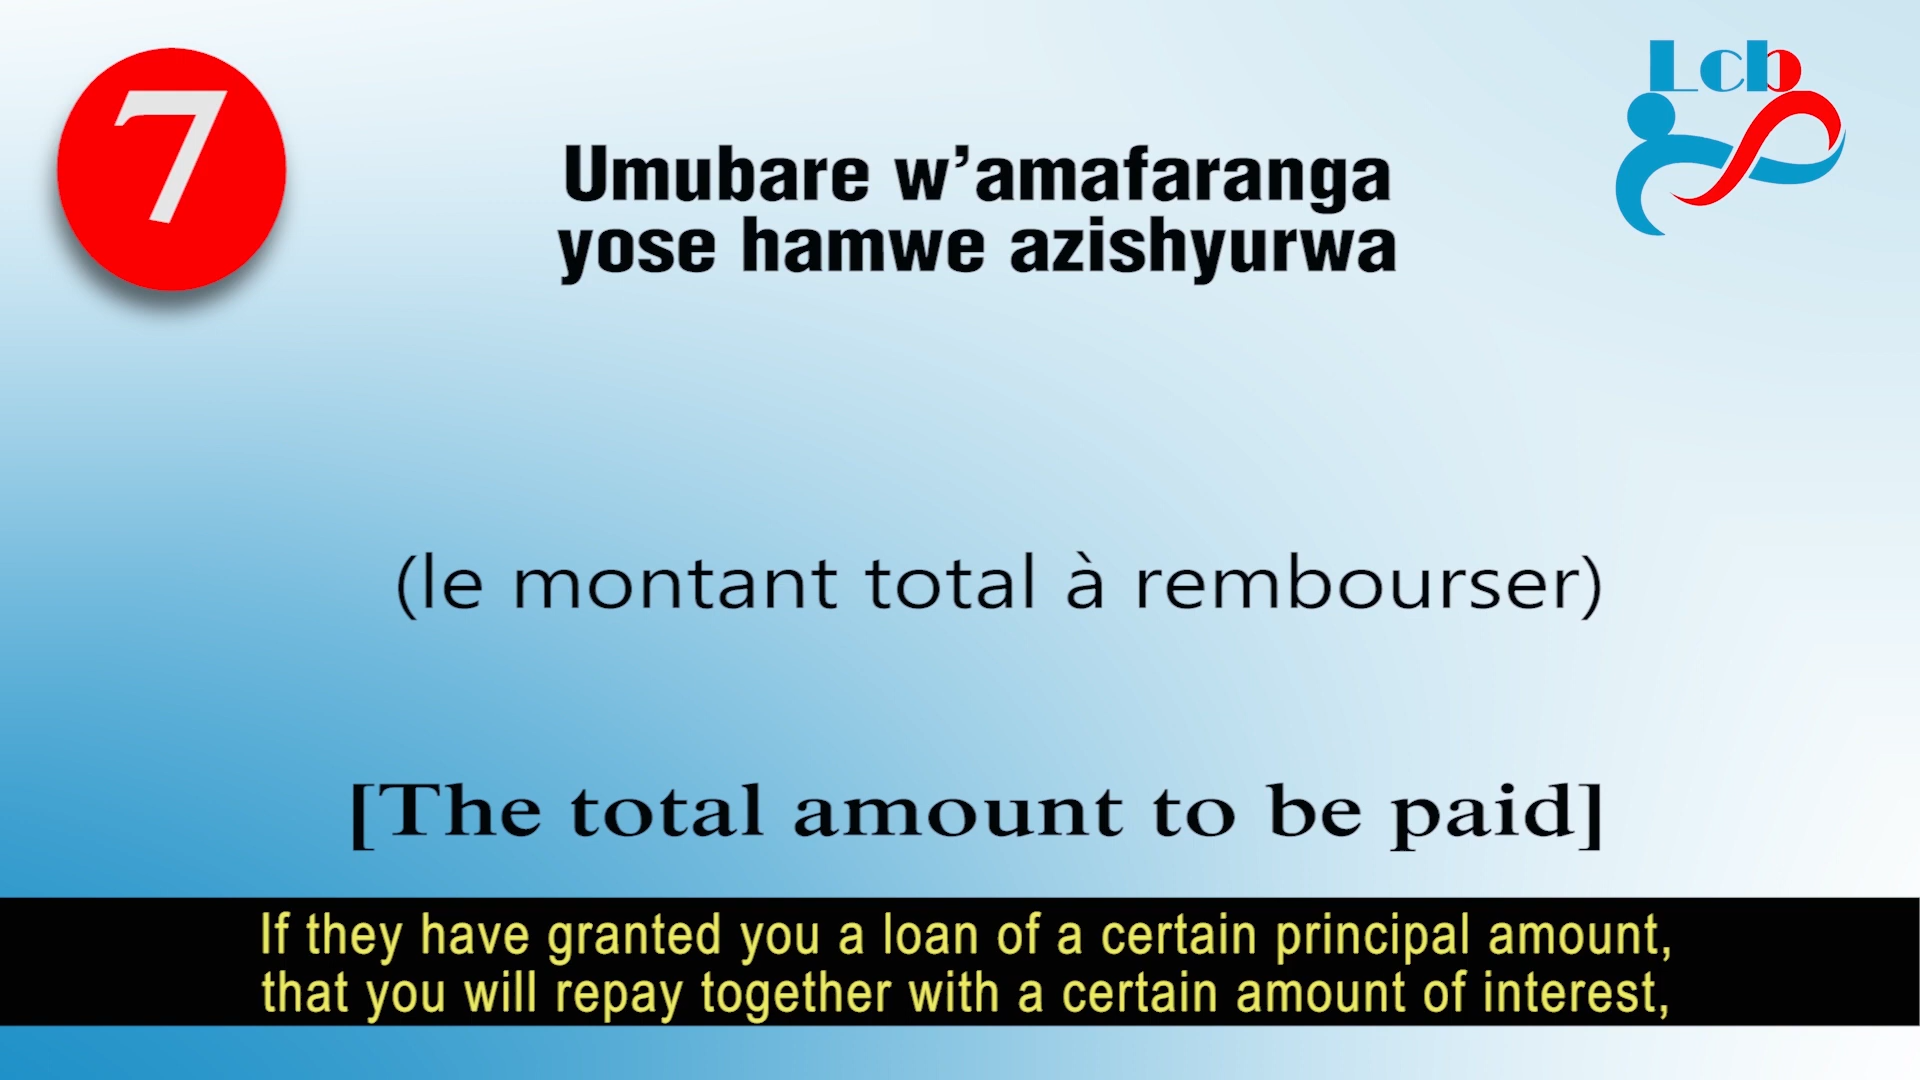 7
Lcb
Umubare w’amafaranga
yose hamwe azishyurwa
(le montant total à rembourser)
[The total amount to be paid]
If they have granted you a loan of a certain principal amount,
that you will repay together with a certain amount of interest,